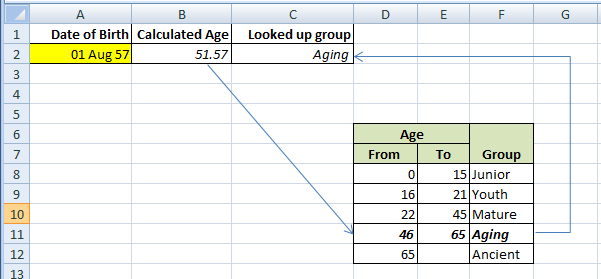 A B C D E F G
1 Date of Birth Calculated Age Looked up group
2 01 Aug 57 51.57 Aging
3
4
5
6 Age
7 From To Group
8 0 15 Junior
9 16 21 Youth
10 22 45 Mature
11 46 65 Aging
12 65 Ancient
13